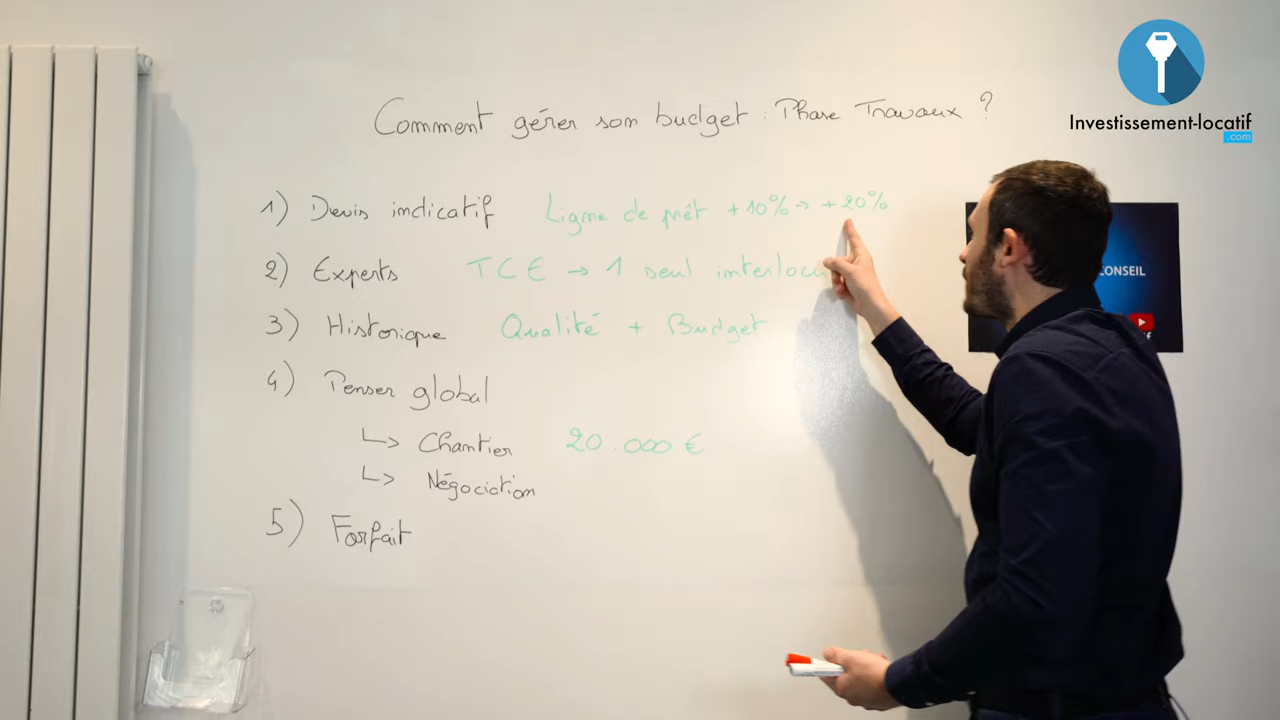 Investissement-locatif
.com
Comment gérer son budget : Phase Travaux ?
1) Devis indicatif Ligne de prêt +10% → +20%
2) Experts TCE → 1 seul interlocu
3) Historique Qualité + Budget
4) Penser global
↳ Chantier 20.000 €
↳ Négociation
5) Forfait
CONSEIL